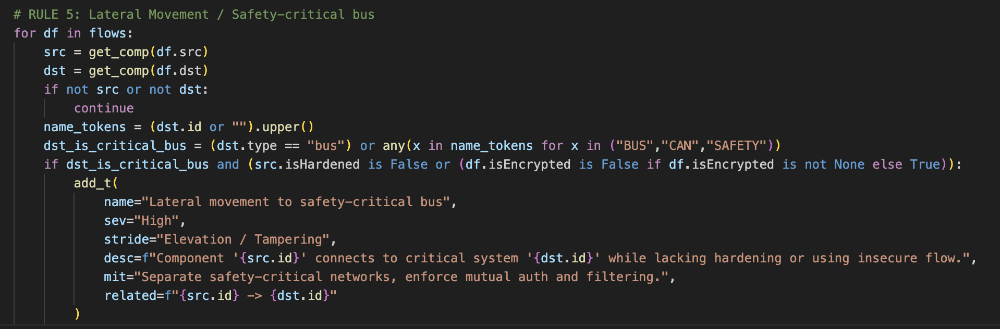 # RULE 5: Lateral Movement / Safety-critical bus
for df in flows:
    src = get_comp(df.src)
    dst = get_comp(df.dst)
    if not src or not dst:
        continue
    name_tokens = (dst.id or "").upper()
    dst_is_critical_bus = (dst.type == "bus") or any(x in name_tokens for x in ("BUS","CAN","SAFETY"))
    if dst_is_critical_bus and (src.isHardened is False or (df.isEncrypted is False if df.isEncrypted is not None else True)):
        add_t(
            name="Lateral movement to safety-critical bus",
            sev="High",
            stride="Elevation / Tampering",
            desc=f"Component '{src.id}' connects to critical system '{dst.id}' while lacking hardening or using insecure flow.",
            mit="Separate safety-critical networks, enforce mutual auth and filtering.",
            related=f"{src.id} -> {dst.id}"
        )